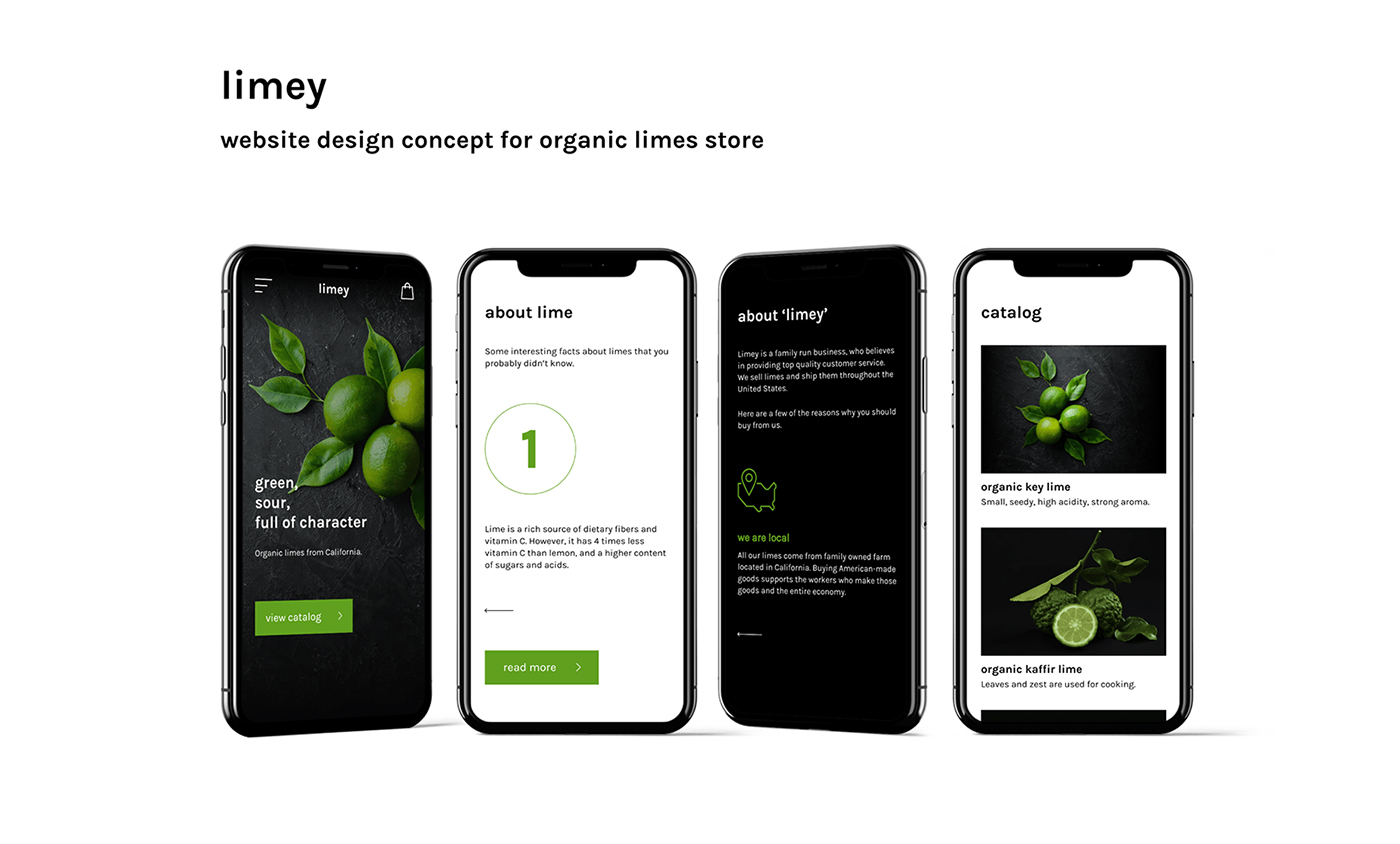 limey
website design concept for organic limes store
limey
green,
sour,
full of character
Organic limes from California.
view catalog
about lime
Some interesting facts about limes that you
probably didn't know.
1
Lime is a rich source of dietary fibers and
vitamin C. However, it has 4 times less
vitamin C than lemon, and a higher content
of sugars and acids.
read more
about ‘limey’
Limey is a family run business, who believes
in providing top quality customer service.
We sell limes and ship them throughout the
United States.
Here are a few of the reasons why you should
buy from us.
we are local
All our limes come from family owned farm
located in California. Buying American-made
goods supports the workers who make those
goods and the entire economy.
catalog
organic key lime
Small, seedy, high acidity, strong aroma.
organic kaffir lime
Leaves and zest are used for cooking.